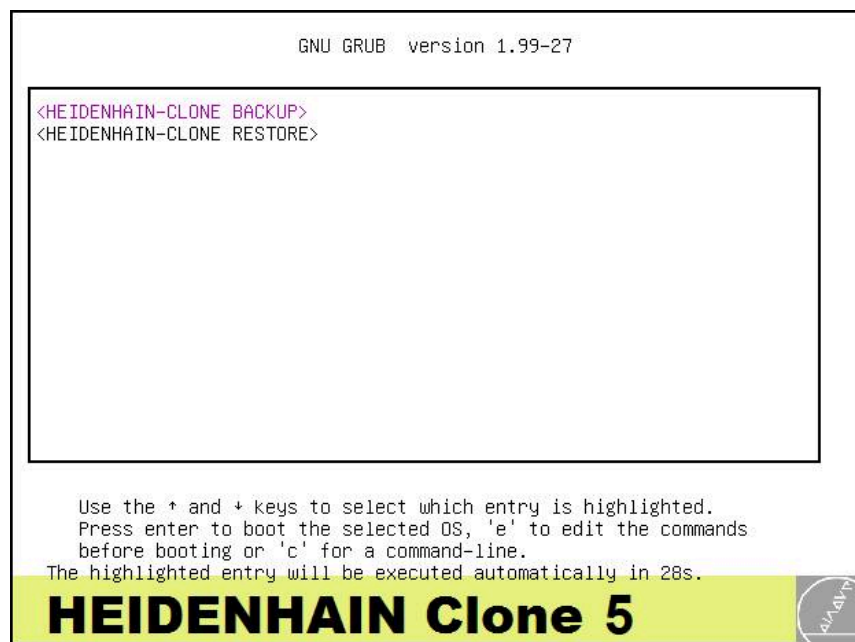 GNU GRUB version 1.99-27
<HEIDENHAIN-CLONE BACKUP>
<HEIDENHAIN-CLONE RESTORE>
Use the ↑ and ↓ keys to select which entry is highlighted.
Press enter to boot the selected OS, 'e' to edit the commands
before booting or 'c' for a command-line.
The highlighted entry will be executed automatically in 28s.
HEIDENHAIN Clone 5